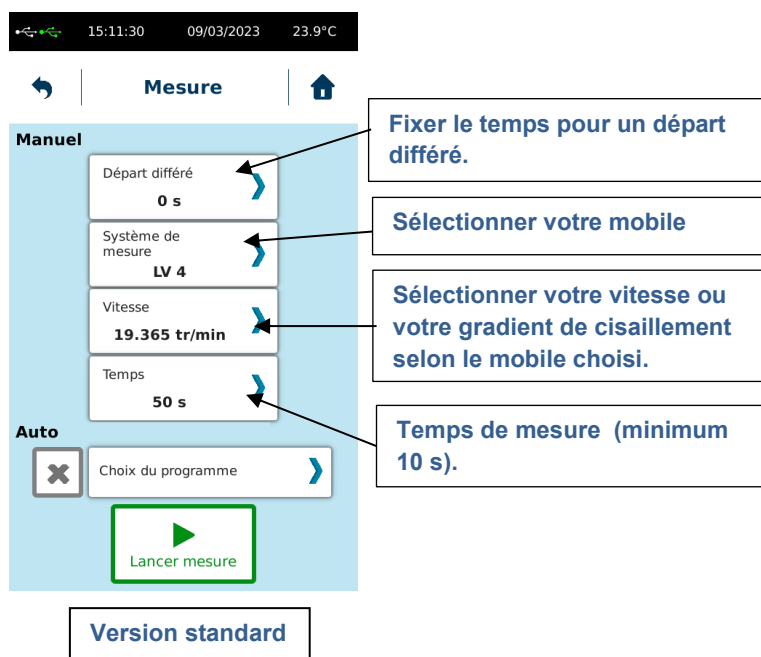 15:11:30 09/03/2023 23.9°C
Mesure
Manuel
Départ différé
0 s
Système de
mesure
LV 4
Vitesse
19.365 tr/min
Temps
50 s
Auto
Choix du programme
Lancer mesure
Version standard
Fixer le temps pour un départ
différé.
Sélectionner votre mobile
Sélectionner votre vitesse ou
votre gradient de cisaillement
selon le mobile choisi.
Temps de mesure (minimum
10 s).